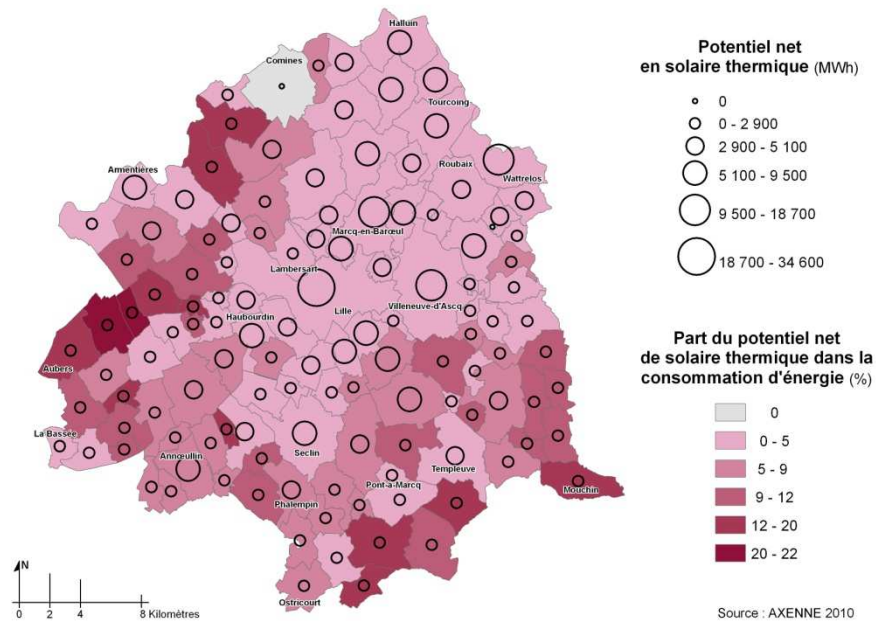 Halluin
Comines
Tourcoing
Armentières
Roubaix
Wattrelos
Marcq-en-Barœul
Lambersart
Lille
Villeneuve-d'Ascq
Haubourdin
Aubers
La Bassée
Annœullin
Seclin
Templeuve
Pont-à-Marcq
Phalempin
Mouchin
Ostricourt
N
0 2 4 8 Kilomètres
Potentiel net
en solaire thermique (MWh)
0
0 - 2 900
2 900 - 5 100
5 100 - 9 500
9 500 - 18 700
18 700 - 34 600
Part du potentiel net
de solaire thermique dans la
consommation d'énergie (%)
0
0 - 5
5 - 9
9 - 12
12 - 20
20 - 22
Source : AXENNE 2010